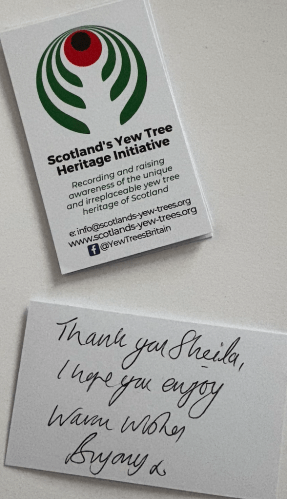 Scotland's Yew Tree
Heritage Initiative
Recording and raising
awareness of the unique
and irreplaceable yew tree
heritage of Scotland
e: info@scotlands-yew-trees.org
www.scotlands-yew-trees.org
f @YewTreesBritain
Thank you Sheila,
I hope you enjoy
Warm Wishes
Bryony